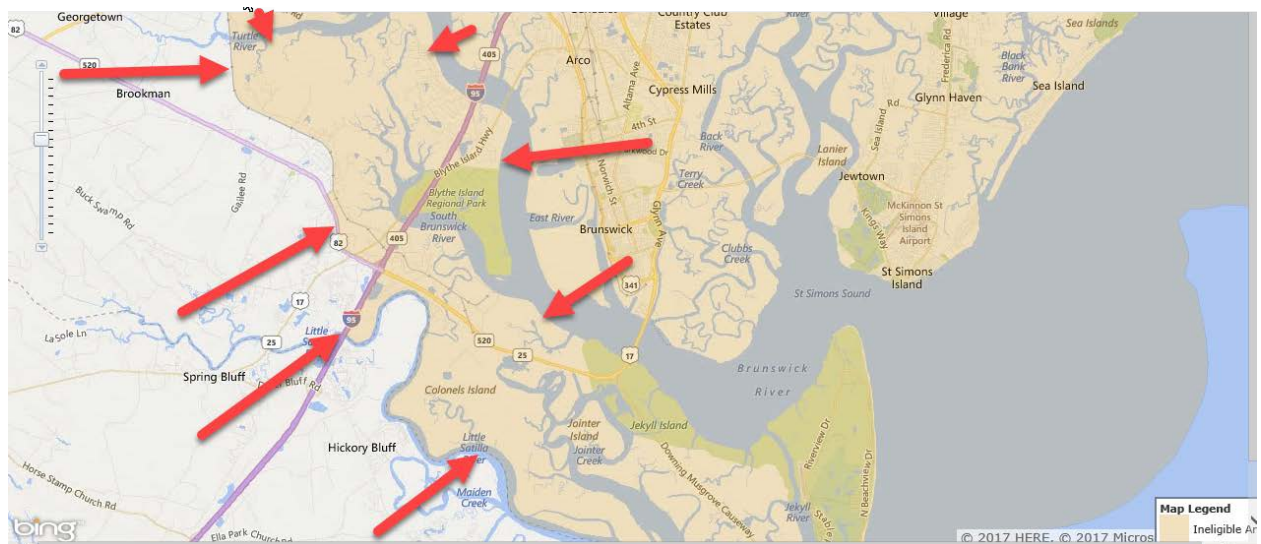 Georgetown
82
Turtle
River
520
Brookman
405
95
Arco
Country Club
Estates
Altama Ave
Cypress Mills
4th St
River
Village
Sea Islands
Frederica Rd
Black
Bank
River
Sea Island
Glynn Haven
Sea Island Rd
Back
River
Lanier
Island
Jewtown
Blythe Island Hwy
Norwich St
Terry
Creek
Gailee Rd
Buck Swamp Rd
Blythe Island
Regional Park
South
Brunswick
River
East River
Brunswick
Glynn Ave
McKinnon St
Simons
Island
Airport
Kings Way
82
405
Clubbs
Creek
St Simons
Island
341
St Simons Sound
17
95
La Sole Ln
25
Little
520
25
17
Spring Bluff
Bluff Rd
Colonels Island
Brunswick
River
Hickory Bluff
Little
Satilla
Jointer
Island
Jointer
Creek
Jekyll Island
Downing Musgrove Causeway
Riverview Dr
N Beachview Dr
Horse Stamp Church Rd
Maiden
Creek
Jekyll
River
Map Legend
Ineligible
bing
Ella Park Church
© 2017 HERE, © 2017